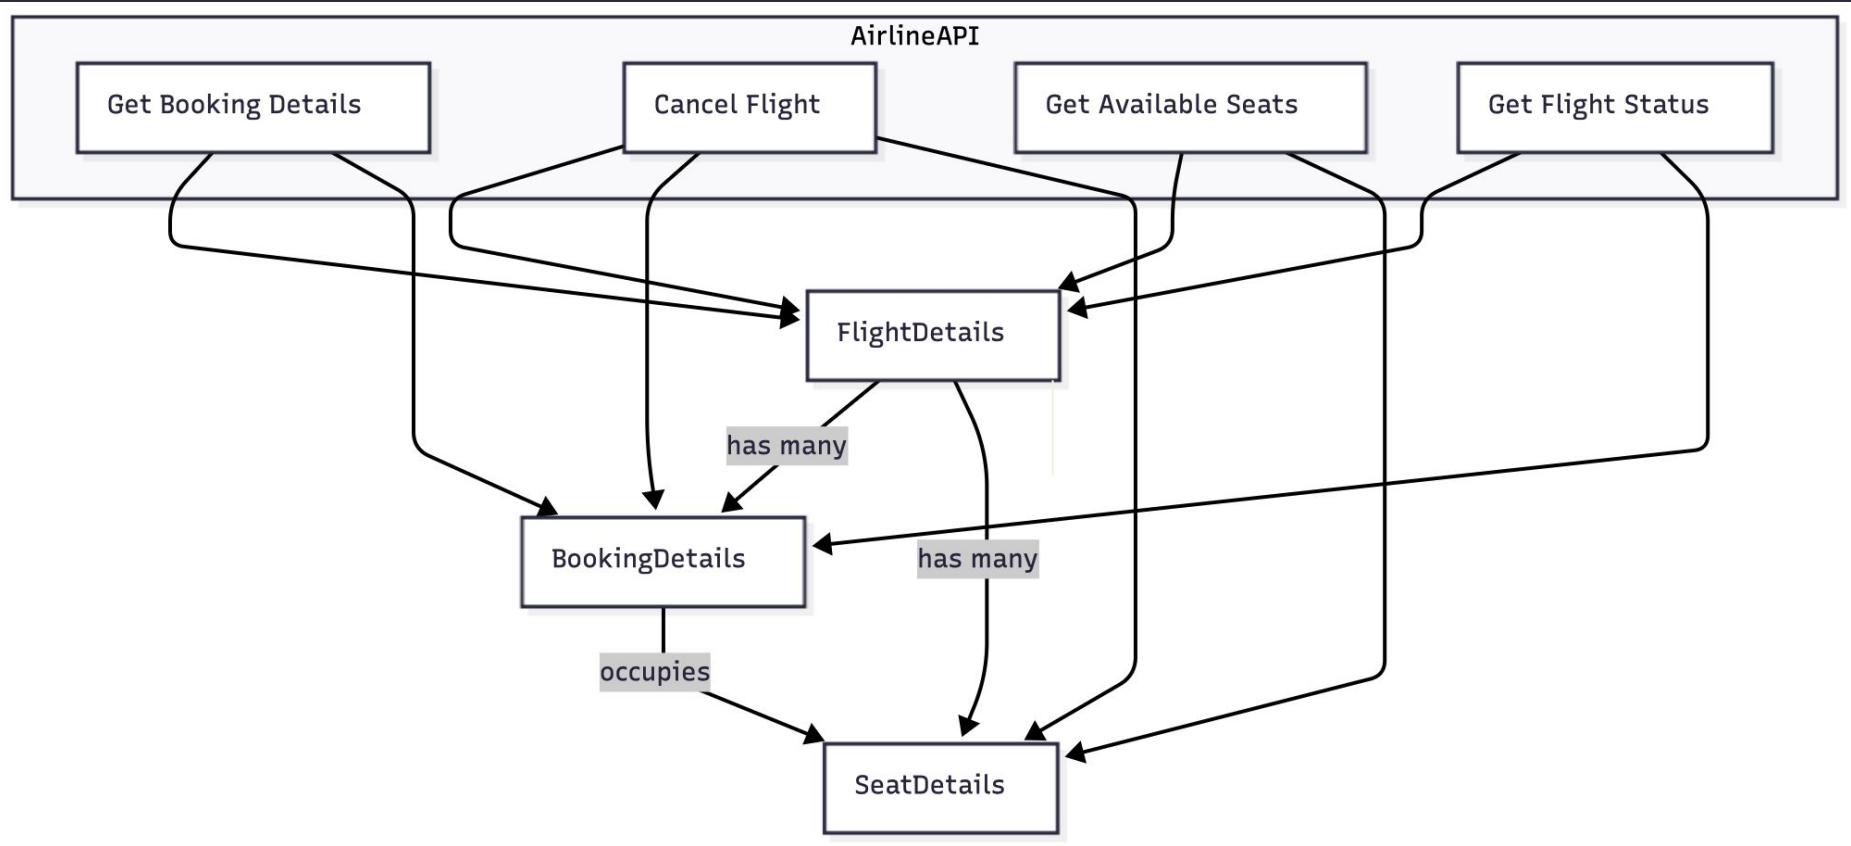 AirlineAPI
Get Booking Details
Cancel Flight
Get Available Seats
Get Flight Status
FlightDetails
has many
BookingDetails
has many
occupies
SeatDetails